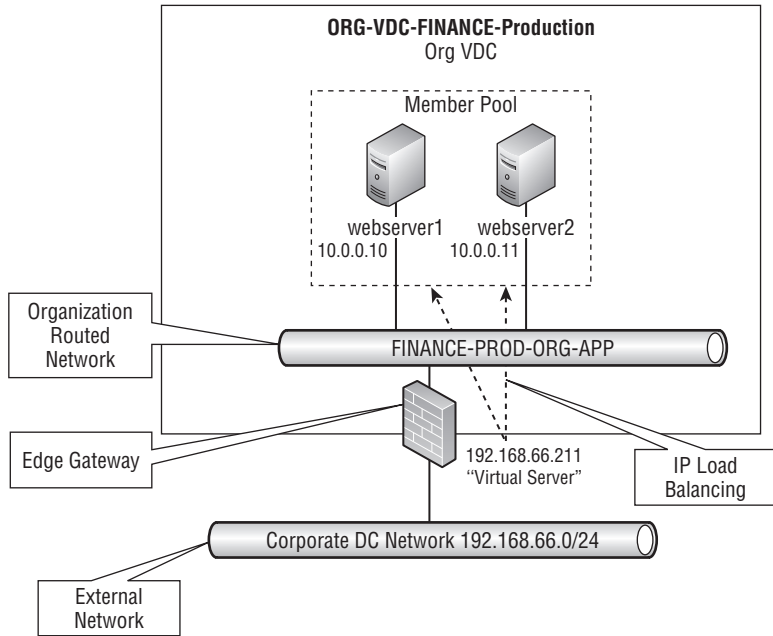 ORG-VDC-FINANCE-Production
Org VDC
Member Pool
webserver1
10.0.0.10
webserver2
10.0.0.11
Organization
Routed
Network
FINANCE-PROD-ORG-APP
Edge Gateway
192.168.66.211
“Virtual Server”
IP Load
Balancing
Corporate DC Network 192.168.66.0/24
External
Network